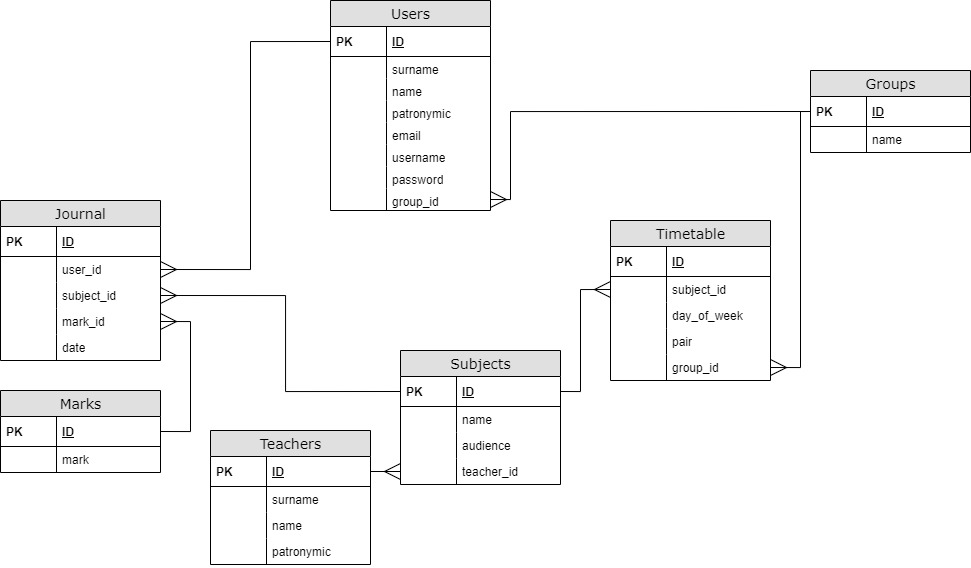 Users
PK ID
surname
name
patronymic
email
username
password
group_id
Groups
PK ID
name
Journal
PK ID
user_id
subject_id
mark_id
date
Timetable
PK ID
subject_id
day_of_week
pair
group_id
Subjects
PK ID
name
audience
teacher_id
Marks
PK ID
mark
Teachers
PK ID
surname
name
patronymic